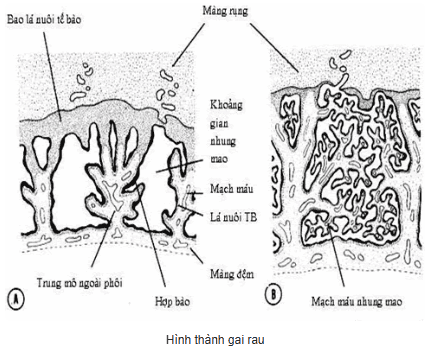 Màng rụng
Bao lá nuôi tế bào
Khoảng
gian
nhung
mao
Mạch máu
Lá nuôi TB
Màng đệm
Trung mô ngoài phôi
Hợp bào
A
B
Mạch máu nhung mao
Hình thành gai rau